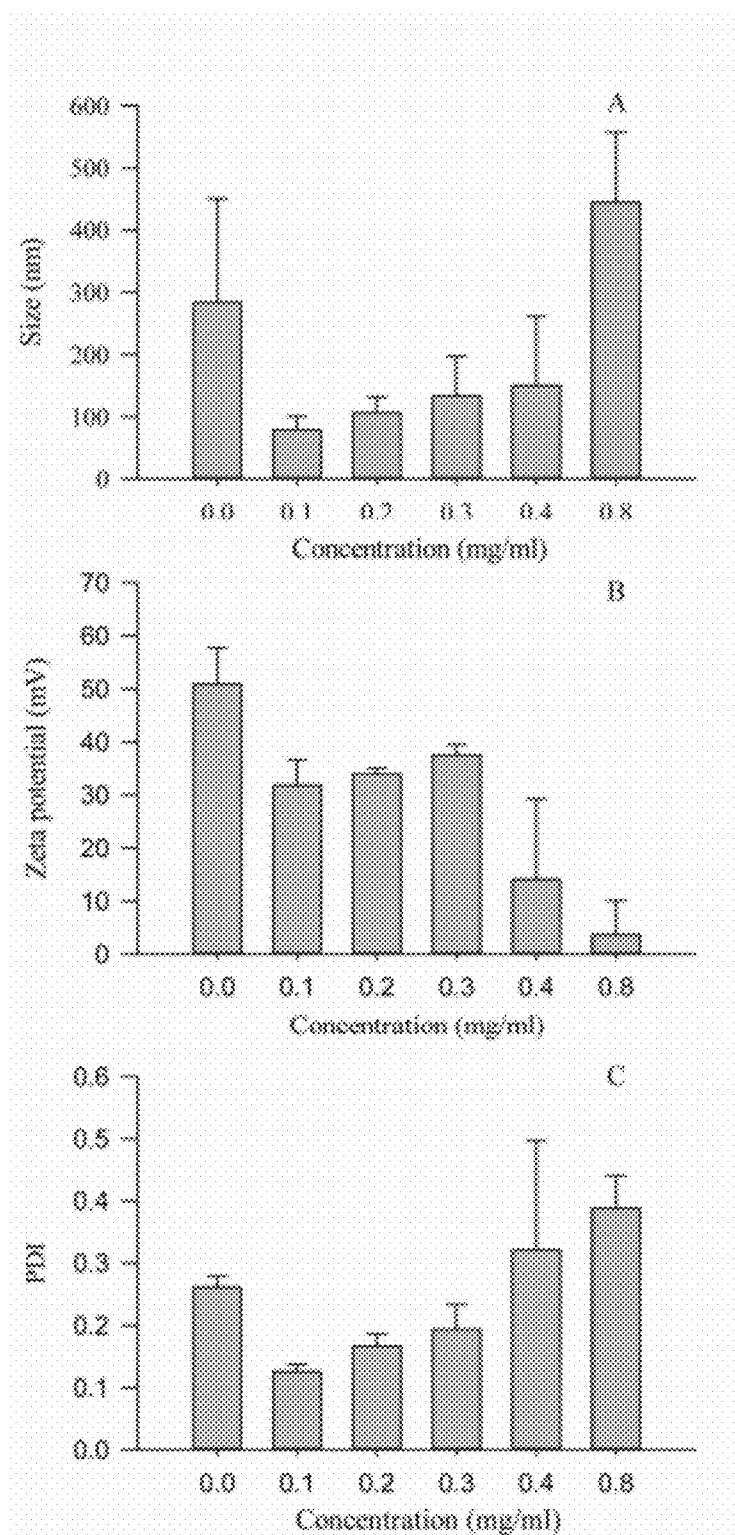 A
600
500
400
300
200
100
0
Size (nm)
0.0 0.1 0.2 0.3 0.4 0.8
Concentration (mg/ml)
B
70
60
50
40
30
20
10
0
Zeta potential (mV)
0.0 0.1 0.2 0.3 0.4 0.8
Concentration (mg/ml)
C
0.6
0.5
0.4
0.3
0.2
0.1
0.0
PDI
0.0 0.1 0.2 0.3 0.4 0.8
Concentration (mg/ml)